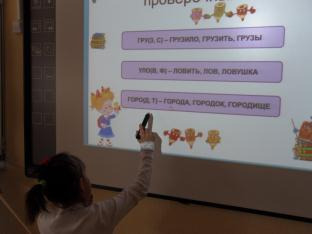 ГРУ(З, С) – ГРУЗИЛО, ГРУЗИТЬ, ГРУЗЫ
УЛО(В, Ф) – ЛОВИТЬ, ЛОВ, ЛОВУШКА
ГОРО(Д, Т) – ГОРОДА, ГОРОДОК, ГОРОДИЩЕ